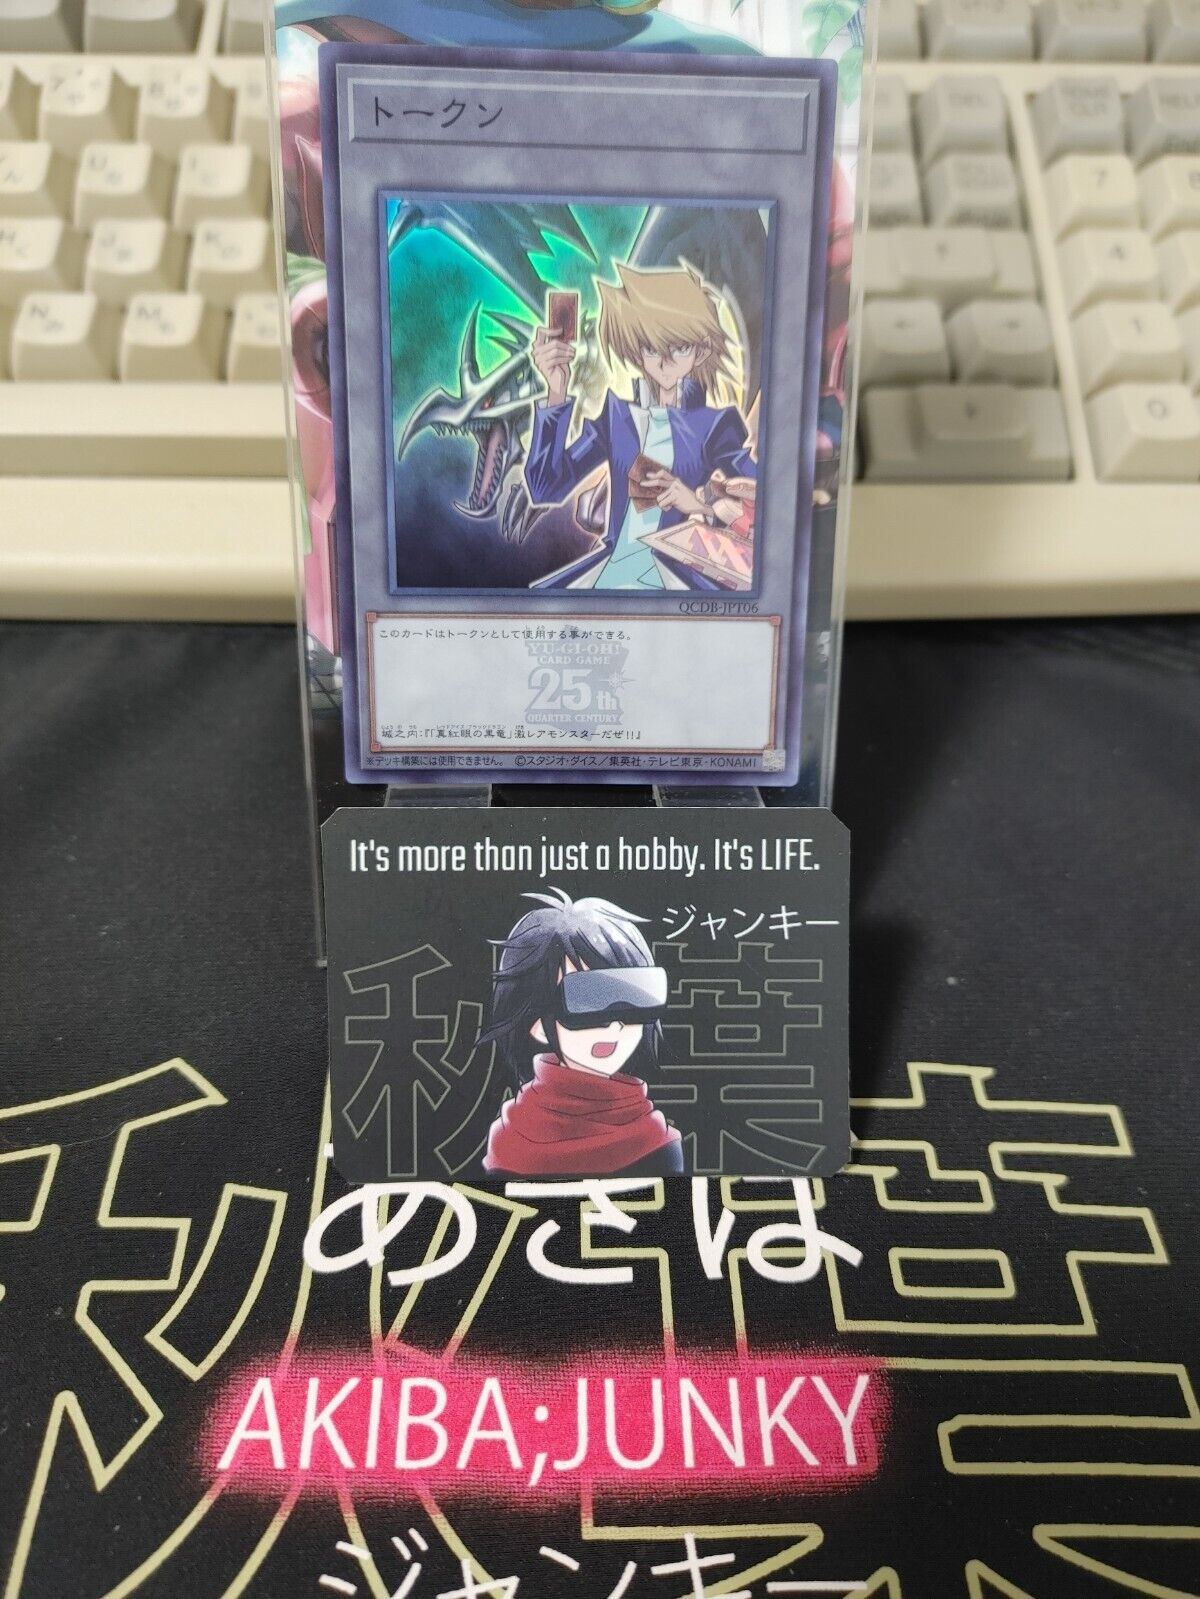 トークン
QCDB-JPT06
このカードはトークンとして使用する事ができる。
YU-GI-OH!
CARD GAME
25th
QUARTER CENTURY
城之内:『「真紅眼の黒竜」激レアモンスターだぜ!!』
※デッキ構築には使用できません。 ©スタジオ・ダイス/集英社・テレビ東京・KONAMI
It's more than just a hobby. It's LIFE.
ジャンキー
秋葉
あきば
秋葉
AKIBA;JUNKY
ジャンキー